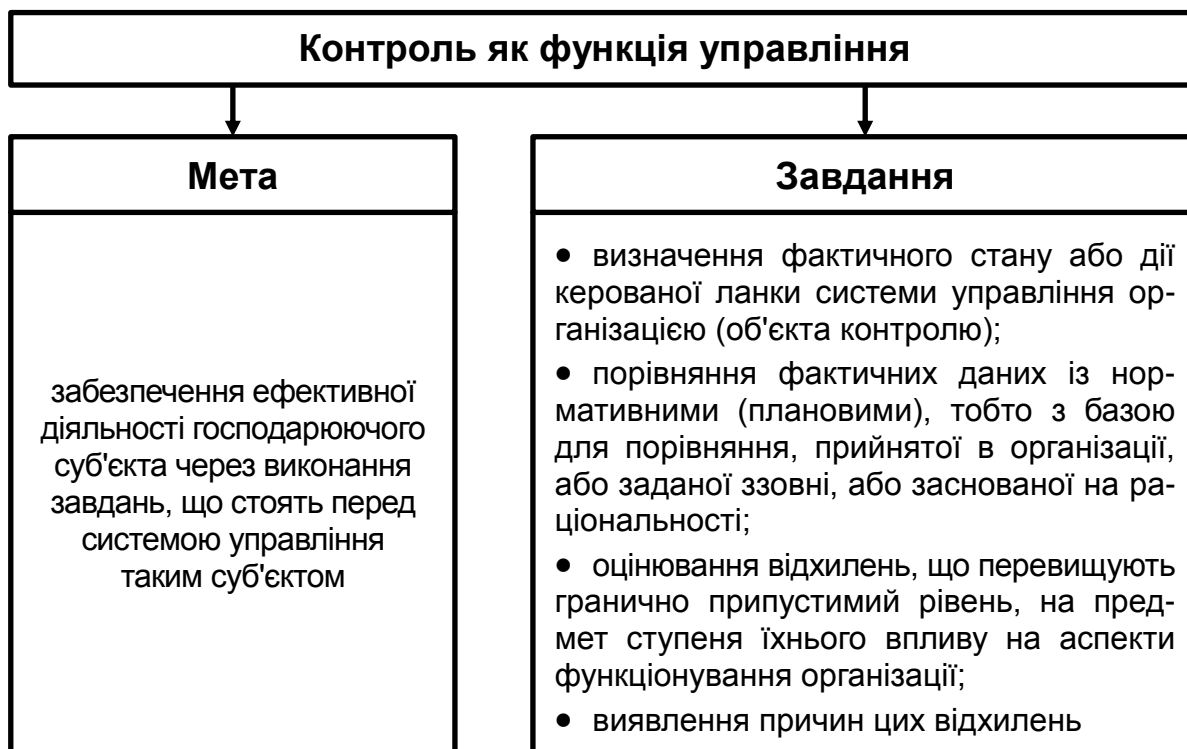 Контроль як функція управління
Мета
забезпечення ефективної
діяльності господарюючого
суб'єкта через виконання
завдань, що стоять перед
системою управління
таким суб'єктом
Завдання
• визначення фактичного стану або дії
керованої ланки системи управління ор-
ганізацією (об'єкта контролю);
• порівняння фактичних даних із нор-
мативними (плановими), тобто з базою
для порівняння, прийнятої в організації,
або заданої ззовні, або заснованої на ра-
ціональності;
• оцінювання відхилень, що перевищують
гранично припустимий рівень, на пред-
мет ступеня їхнього впливу на аспекти
функціонування організації;
• виявлення причин цих відхилень